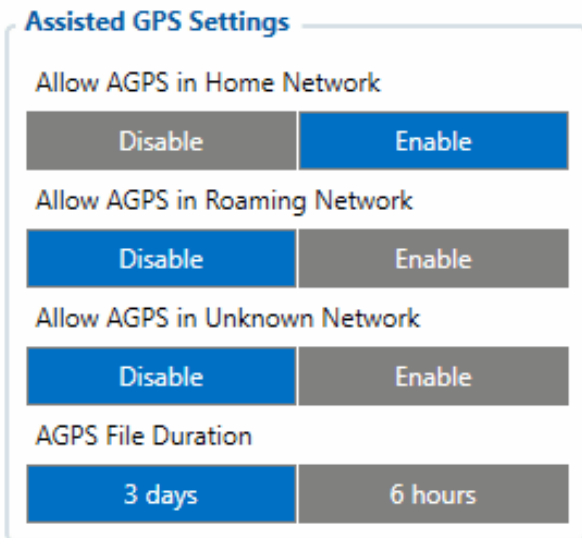 Assisted GPS Settings
Allow AGPS in Home Network
Disable Enable
Allow AGPS in Roaming Network
Disable Enable
Allow AGPS in Unknown Network
Disable Enable
AGPS File Duration
3 days 6 hours